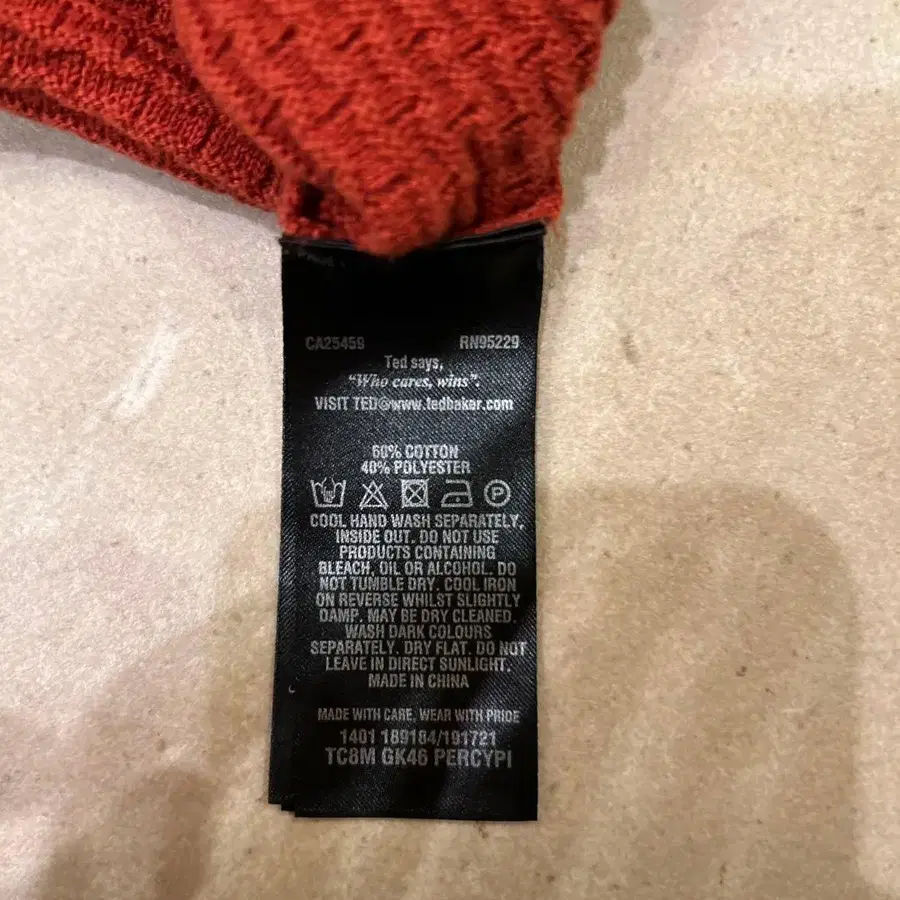 CA25459 RN95229
Ted says,
"Who cares, wins".
VISIT TED@www.tedbaker.com
60% COTTON
40% POLYESTER
P
COOL HAND WASH SEPARATELY,
INSIDE OUT. DO NOT USE
PRODUCTS CONTAINING
BLEACH, OIL OR ALCOHOL. DO
NOT TUMBLE DRY. COOL IRON
ON REVERSE WHILST SLIGHTLY
DAMP. MAY BE DRY CLEANED.
WASH DARK COLOURS
SEPARATELY. DRY FLAT. DO NOT
LEAVE IN DIRECT SUNLIGHT.
MADE IN CHINA
MADE WITH CARE, WEAR WITH PRIDE
1401 189184/191721
TC8M GK46 PERCYPI